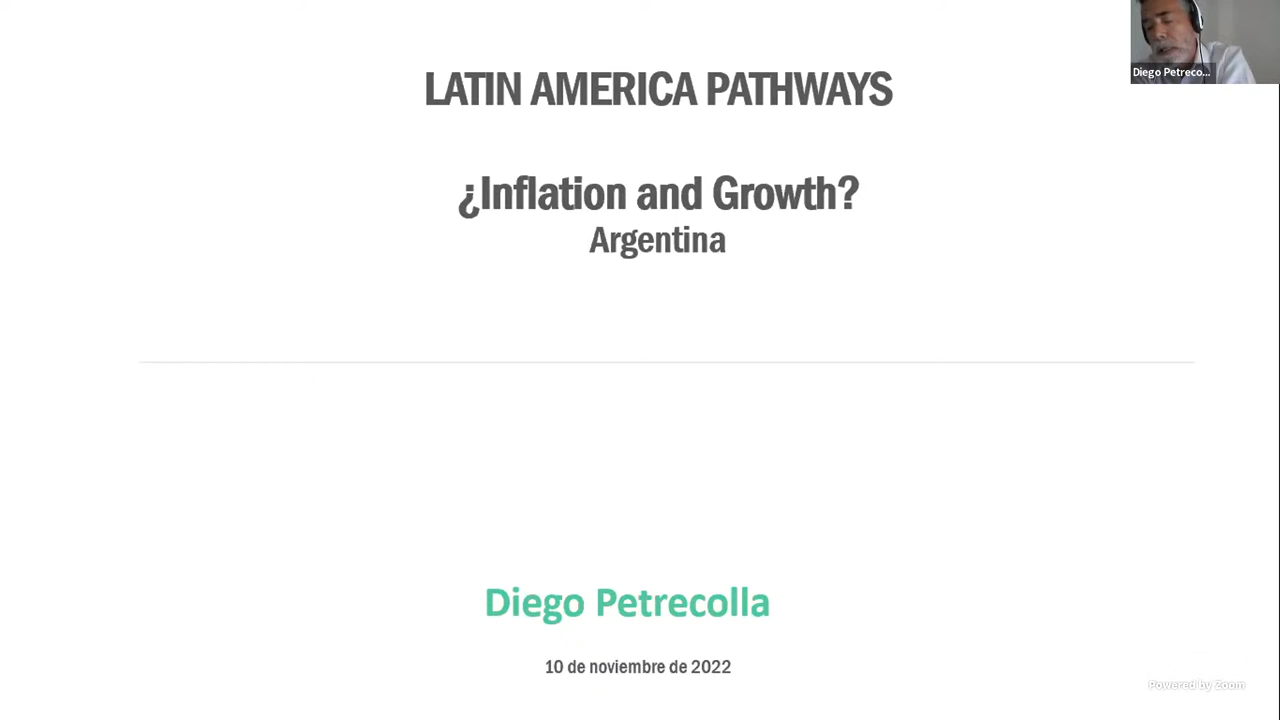 LATIN AMERICA PATHWAYS
Diego Petreco...
¿Inflation and Growth?
Argentina
Diego Petrecolla
10 de noviembre de 2022
Powered by Zoom